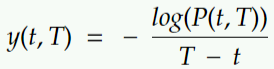 y(t, T) = − log(P(t, T)) / T − t